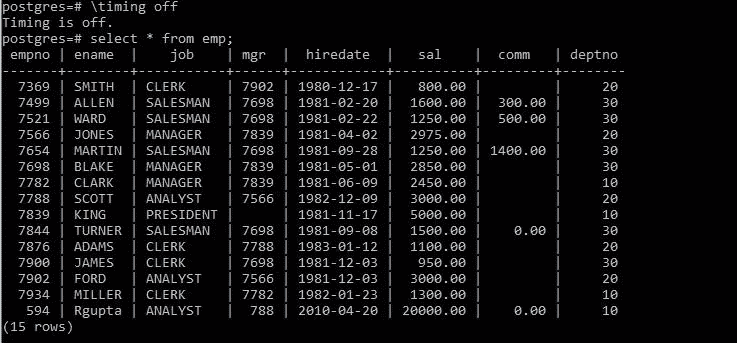 postgres=# \timing off
Timing is off.
postgres=# select * from emp;
 empno | ename  |    job    | mgr  |  hiredate  |   sal    |  comm   | deptno
-------+--------+-----------+------+------------+----------+---------+--------
  7369 | SMITH  | CLERK     | 7902 | 1980-12-17 |   800.00 |         |     20
  7499 | ALLEN  | SALESMAN  | 7698 | 1981-02-20 |  1600.00 |  300.00 |     30
  7521 | WARD   | SALESMAN  | 7698 | 1981-02-22 |  1250.00 |  500.00 |     30
  7566 | JONES  | MANAGER   | 7839 | 1981-04-02 |  2975.00 |         |     20
  7654 | MARTIN | SALESMAN  | 7698 | 1981-09-28 |  1250.00 | 1400.00 |     30
  7698 | BLAKE  | MANAGER   | 7839 | 1981-05-01 |  2850.00 |         |     30
  7782 | CLARK  | MANAGER   | 7839 | 1981-06-09 |  2450.00 |         |     10
  7788 | SCOTT  | ANALYST   | 7566 | 1982-12-09 |  3000.00 |         |     20
  7839 | KING   | PRESIDENT |      | 1981-11-17 |  5000.00 |         |     10
  7844 | TURNER | SALESMAN  | 7698 | 1981-09-08 |  1500.00 |    0.00 |     30
  7876 | ADAMS  | CLERK     | 7788 | 1983-01-12 |  1100.00 |         |     20
  7900 | JAMES  | CLERK     | 7698 | 1981-12-03 |   950.00 |         |     30
  7902 | FORD   | ANALYST   | 7566 | 1981-12-03 |  3000.00 |         |     20
  7934 | MILLER | CLERK     | 7782 | 1982-01-23 |  1300.00 |         |     10
   594 | Rgupta | ANALYST   |  788 | 2010-04-20 | 20000.00 |    0.00 |     10
(15 rows)